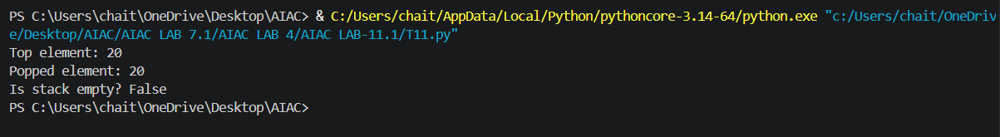 PS C:\Users\chait\OneDrive\Desktop\AIAC> & C:/Users/chait/AppData/Local/Python/pythoncore-3.14-64/python.exe "c:/Users/chait/OneDriv
e/Desktop/AIAC/AIAC LAB 7.1/AIAC LAB 4/AIAC LAB-11.1/T11.py"
Top element: 20
Popped element: 20
Is stack empty? False
PS C:\Users\chait\OneDrive\Desktop\AIAC>